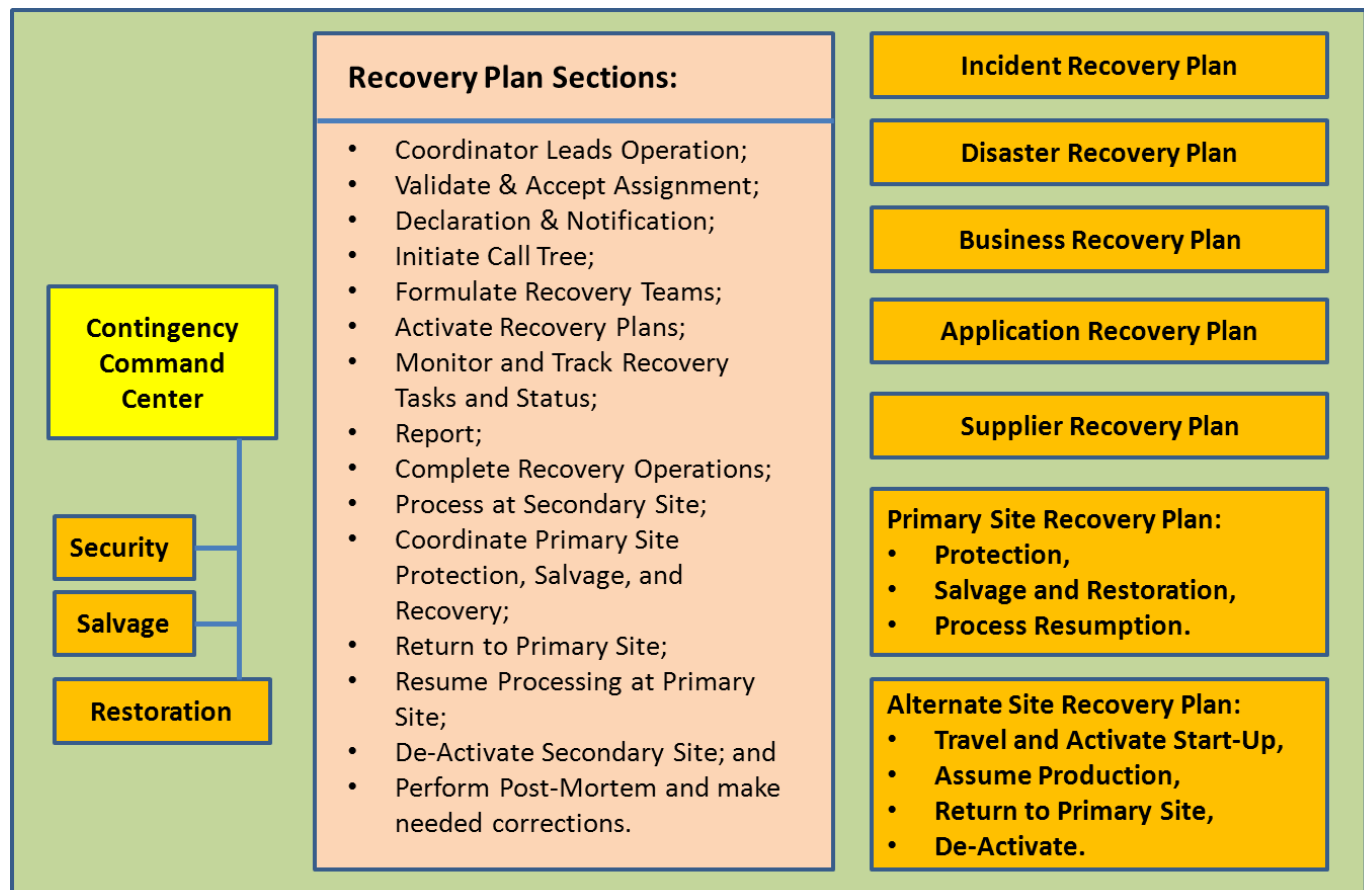 Contingency
Command
Center
Security
Salvage
Restoration
Recovery Plan Sections:
• Coordinator Leads Operation;
• Validate & Accept Assignment;
• Declaration & Notification;
• Initiate Call Tree;
• Formulate Recovery Teams;
• Activate Recovery Plans;
• Monitor and Track Recovery
Tasks and Status;
• Report;
• Complete Recovery Operations;
• Process at Secondary Site;
• Coordinate Primary Site
Protection, Salvage, and
Recovery;
• Return to Primary Site;
• Resume Processing at Primary
Site;
• De-Activate Secondary Site; and
• Perform Post-Mortem and make
needed corrections.
Incident Recovery Plan
Disaster Recovery Plan
Business Recovery Plan
Application Recovery Plan
Supplier Recovery Plan
Primary Site Recovery Plan:
• Protection,
• Salvage and Restoration,
• Process Resumption.
Alternate Site Recovery Plan:
• Travel and Activate Start-Up,
• Assume Production,
• Return to Primary Site,
• De-Activate.